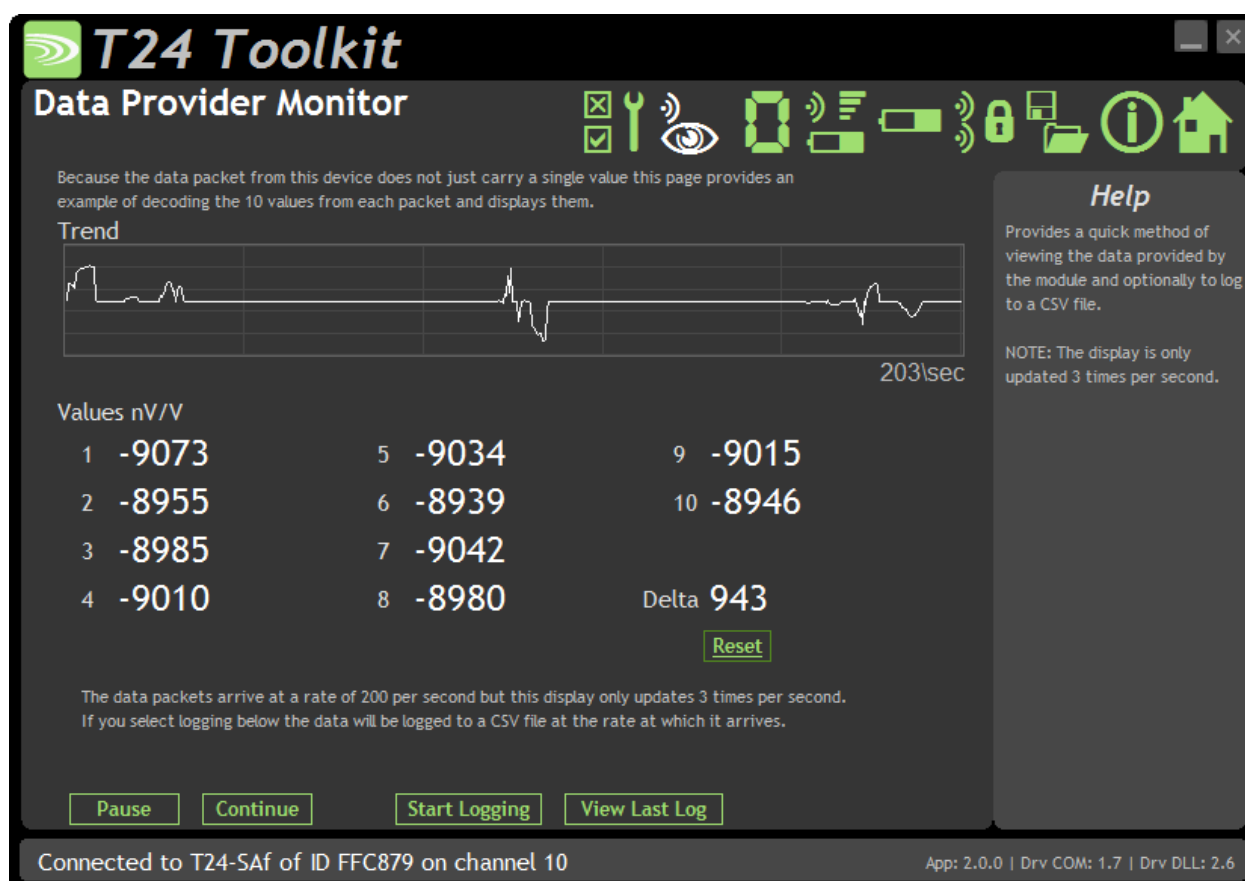 T24 Toolkit
Data Provider Monitor
Because the data packet from this device does not just carry a single value this page provides an
example of decoding the 10 values from each packet and displays them.
Trend
203\sec
Values nV/V
1 -9073
2 -8955
3 -8985
4 -9010
5 -9034
6 -8939
7 -9042
8 -8980
9 -9015
10 -8946
Delta 943
Reset
The data packets arrive at a rate of 200 per second but this display only updates 3 times per second.
If you select logging below the data will be logged to a CSV file at the rate at which it arrives.
Pause Continue Start Logging View Last Log
Help
Provides a quick method of
viewing the data provided by
the module and optionally to log
to a CSV file.
NOTE: The display is only
updated 3 times per second.
Connected to T24-SAf of ID FFC879 on channel 10
App: 2.0.0 | Drv COM: 1.7 | Drv DLL: 2.6